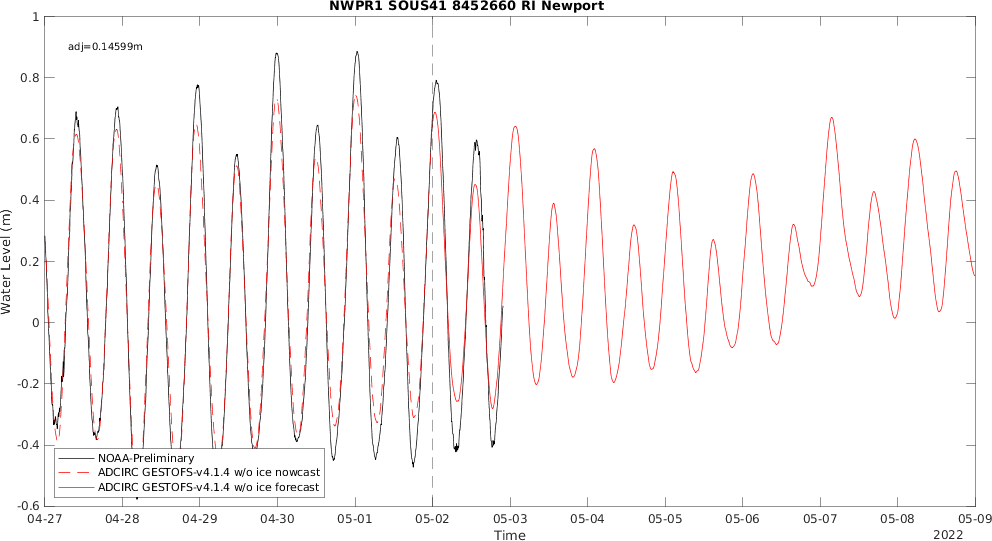 NWPR1 SOUS41 8452660 RI Newport
adj=0.14599m
Water Level (m)
1
0.8
0.6
0.4
0.2
0
-0.2
-0.4
-0.6
NOAA-Preliminary
ADCIRC GESTOFS-v4.1.4 w/o ice nowcast
ADCIRC GESTOFS-v4.1.4 w/o ice forecast
04-27 04-28 04-29 04-30 05-01 05-02 05-03 05-04 05-05 05-06 05-07 05-08 05-09
Time
2022